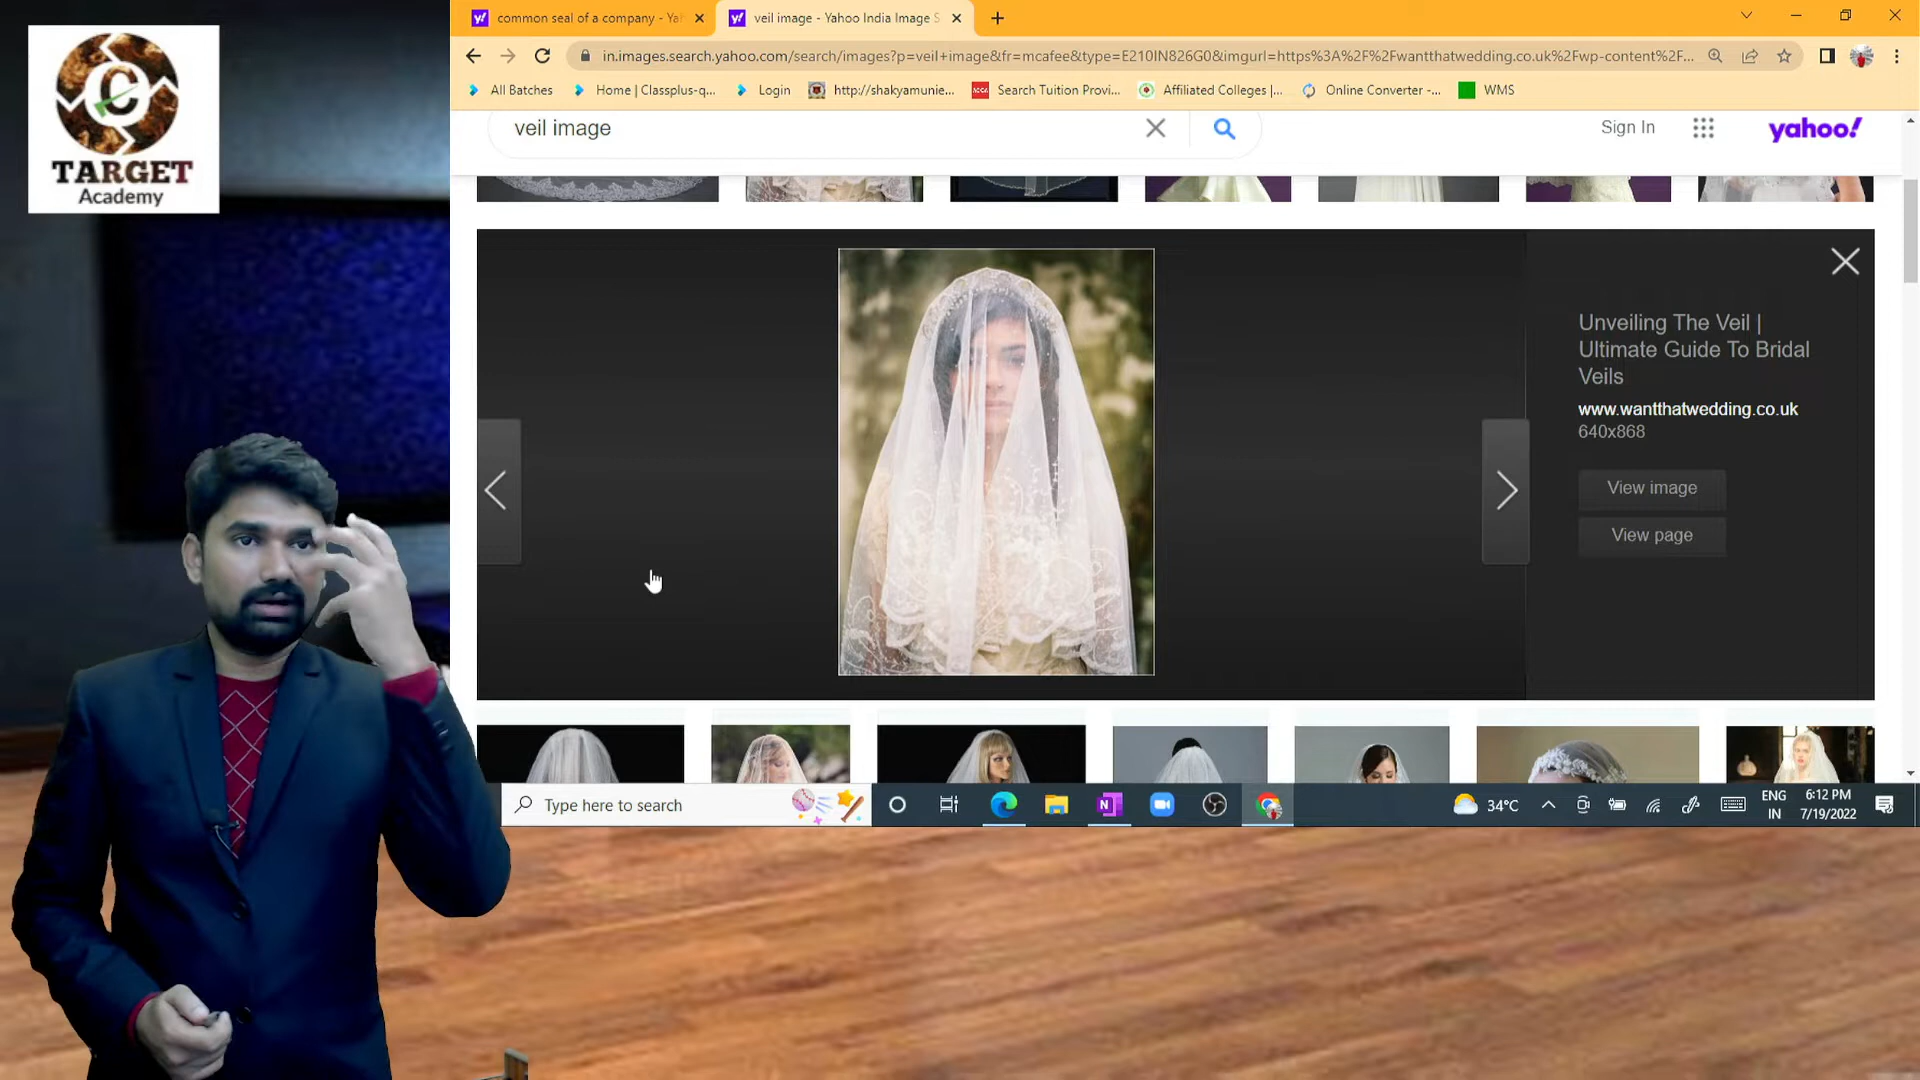 TARGET
Academy
common seal of a company - Yah
veil image - Yahoo India Image S
in.images.search.yahoo.com/search/images?p=veil+image&fr=mcafee&type=E210IN826G0&imgurl=https%3A%2F%2Fwantthatwedding.co.uk%2Fwp-content%2F...
All Batches
Home | Classplus-q...
Login
http://shakyamunie...
Search Tuition Provi...
Affiliated Colleges |...
Online Converter -...
WMS
veil image
Sign In
yahoo!
Unveiling The Veil |
Ultimate Guide To Bridal
Veils
www.wantthatwedding.co.uk
640x868
View image
View page
Type here to search
34°C
ENG
IN
6:12 PM
7/19/2022